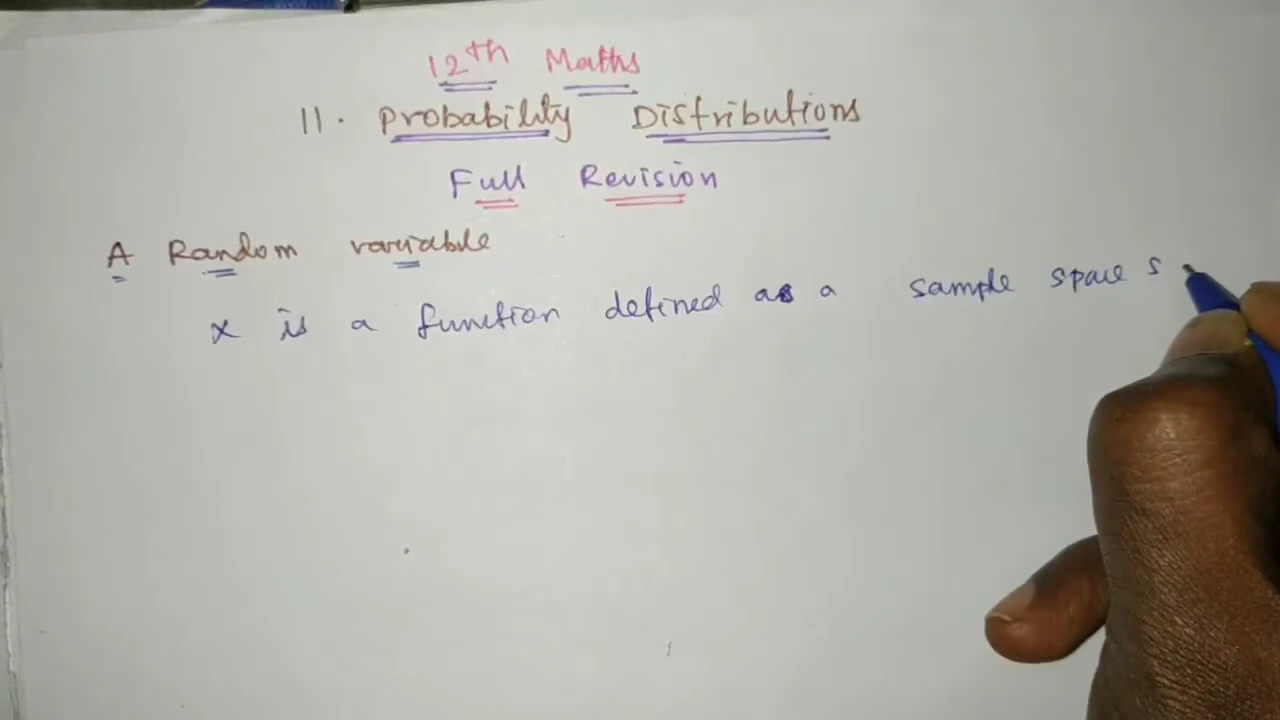 12th Maths
11. Probability Distributions
Full Revision
A Random variable
x is a function defined as a sample space s